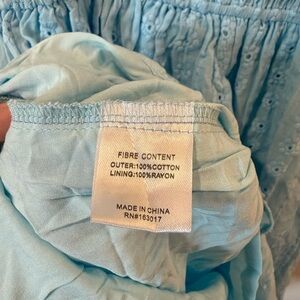 FIBRE CONTENT
OUTER:100%COTTON
LINING:100%RAYON
MADE IN CHINA
RN#163017